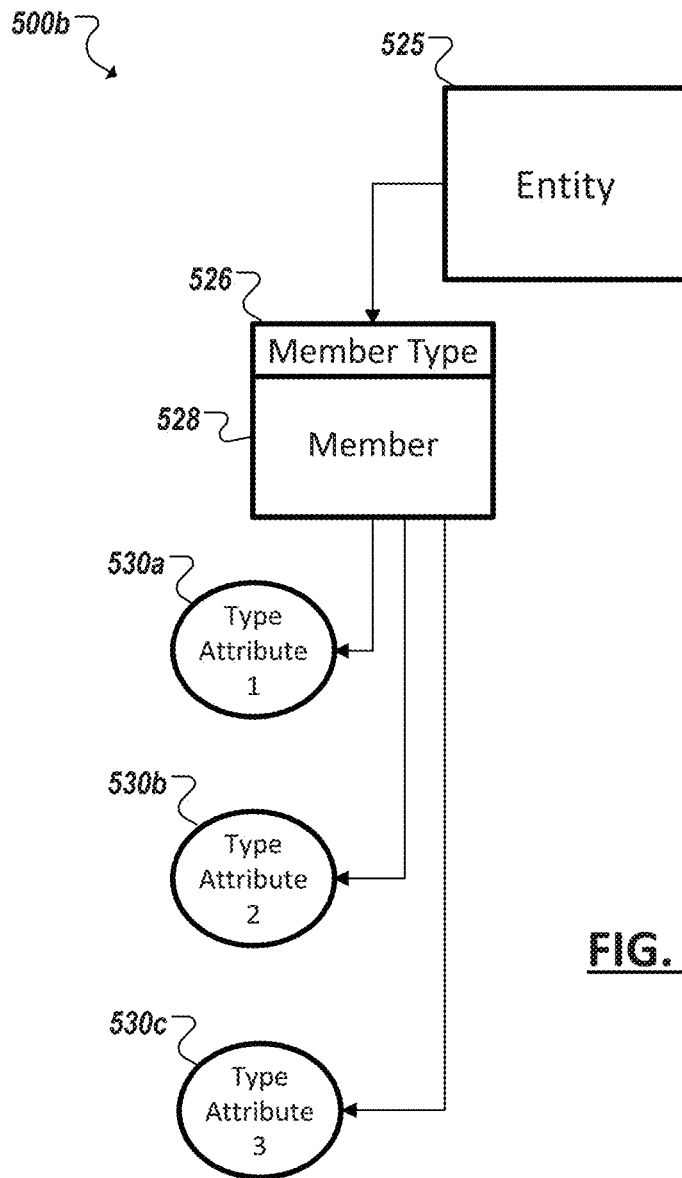 500b
525
Entity
526
Member Type
528
Member
530a
Type
Attribute
1
530b
Type
Attribute
2
FIG.
530c
Type
Attribute
3